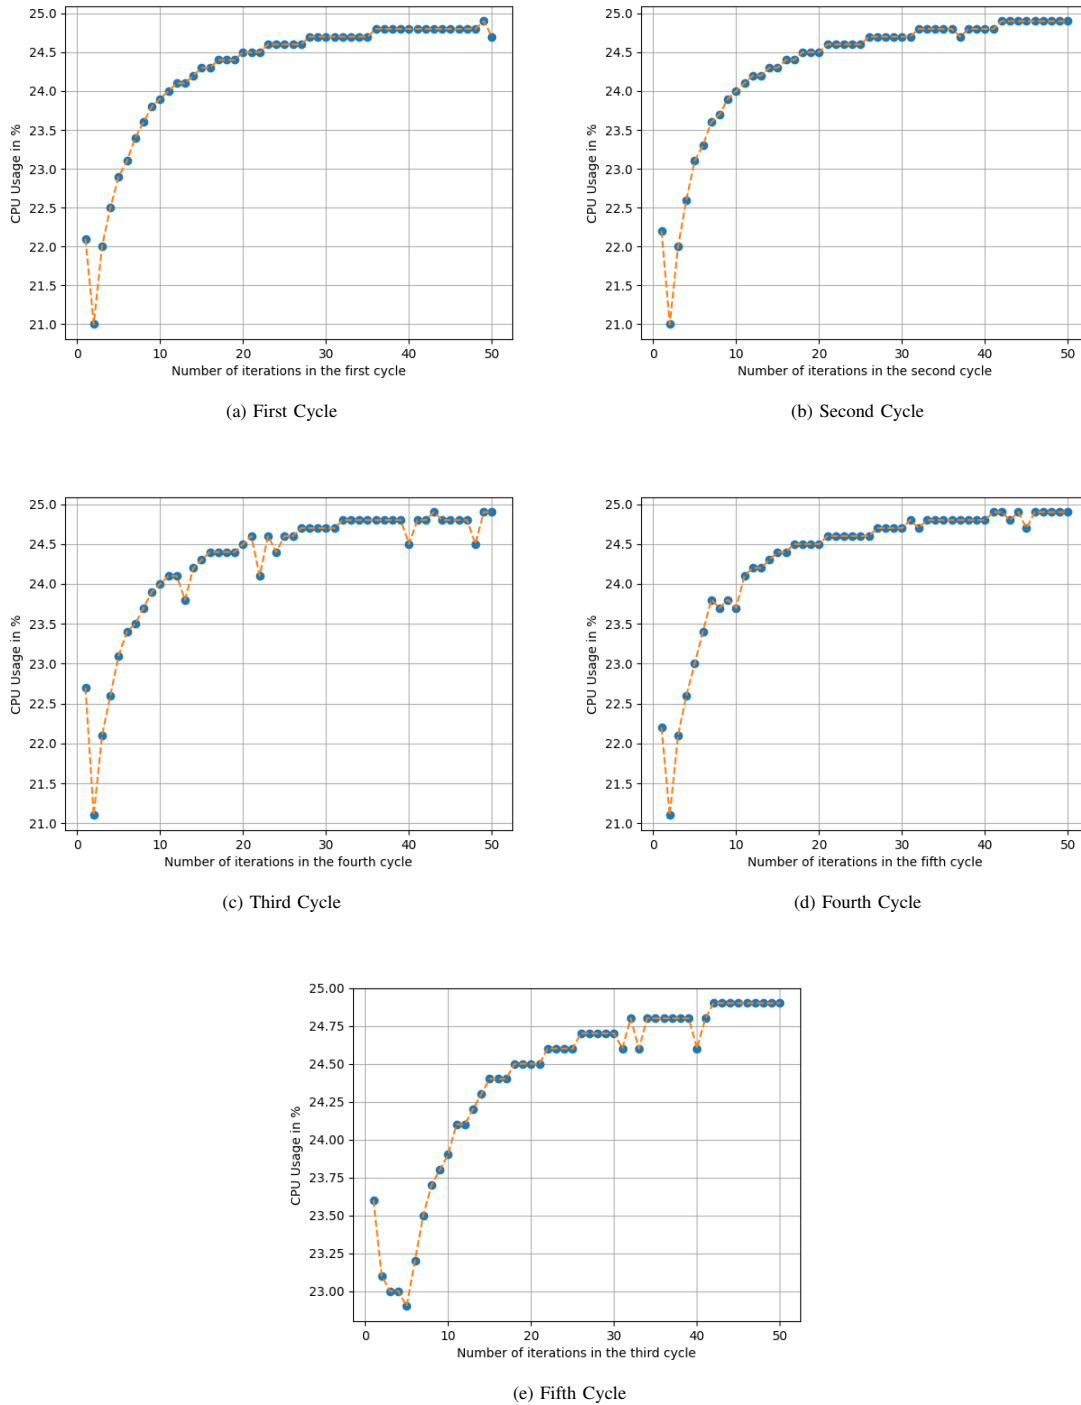 25.0
24.5
24.0
23.5
23.0
22.5
22.0
21.5
21.0
CPU Usage in %
0 10 20 30 40 50
Number of iterations in the first cycle
(a) First Cycle
25.0
24.5
24.0
23.5
23.0
22.5
22.0
21.5
21.0
CPU Usage in %
0 10 20 30 40 50
Number of iterations in the second cycle
(b) Second Cycle
25.0
24.5
24.0
23.5
23.0
22.5
22.0
21.5
21.0
CPU Usage in %
0 10 20 30 40 50
Number of iterations in the fourth cycle
(c) Third Cycle
25.0
24.5
24.0
23.5
23.0
22.5
22.0
21.5
21.0
CPU Usage in %
0 10 20 30 40 50
Number of iterations in the fifth cycle
(d) Fourth Cycle
25.00
24.75
24.50
24.25
24.00
23.75
23.50
23.25
23.00
CPU Usage in %
0 10 20 30 40 50
Number of iterations in the third cycle
(e) Fifth Cycle